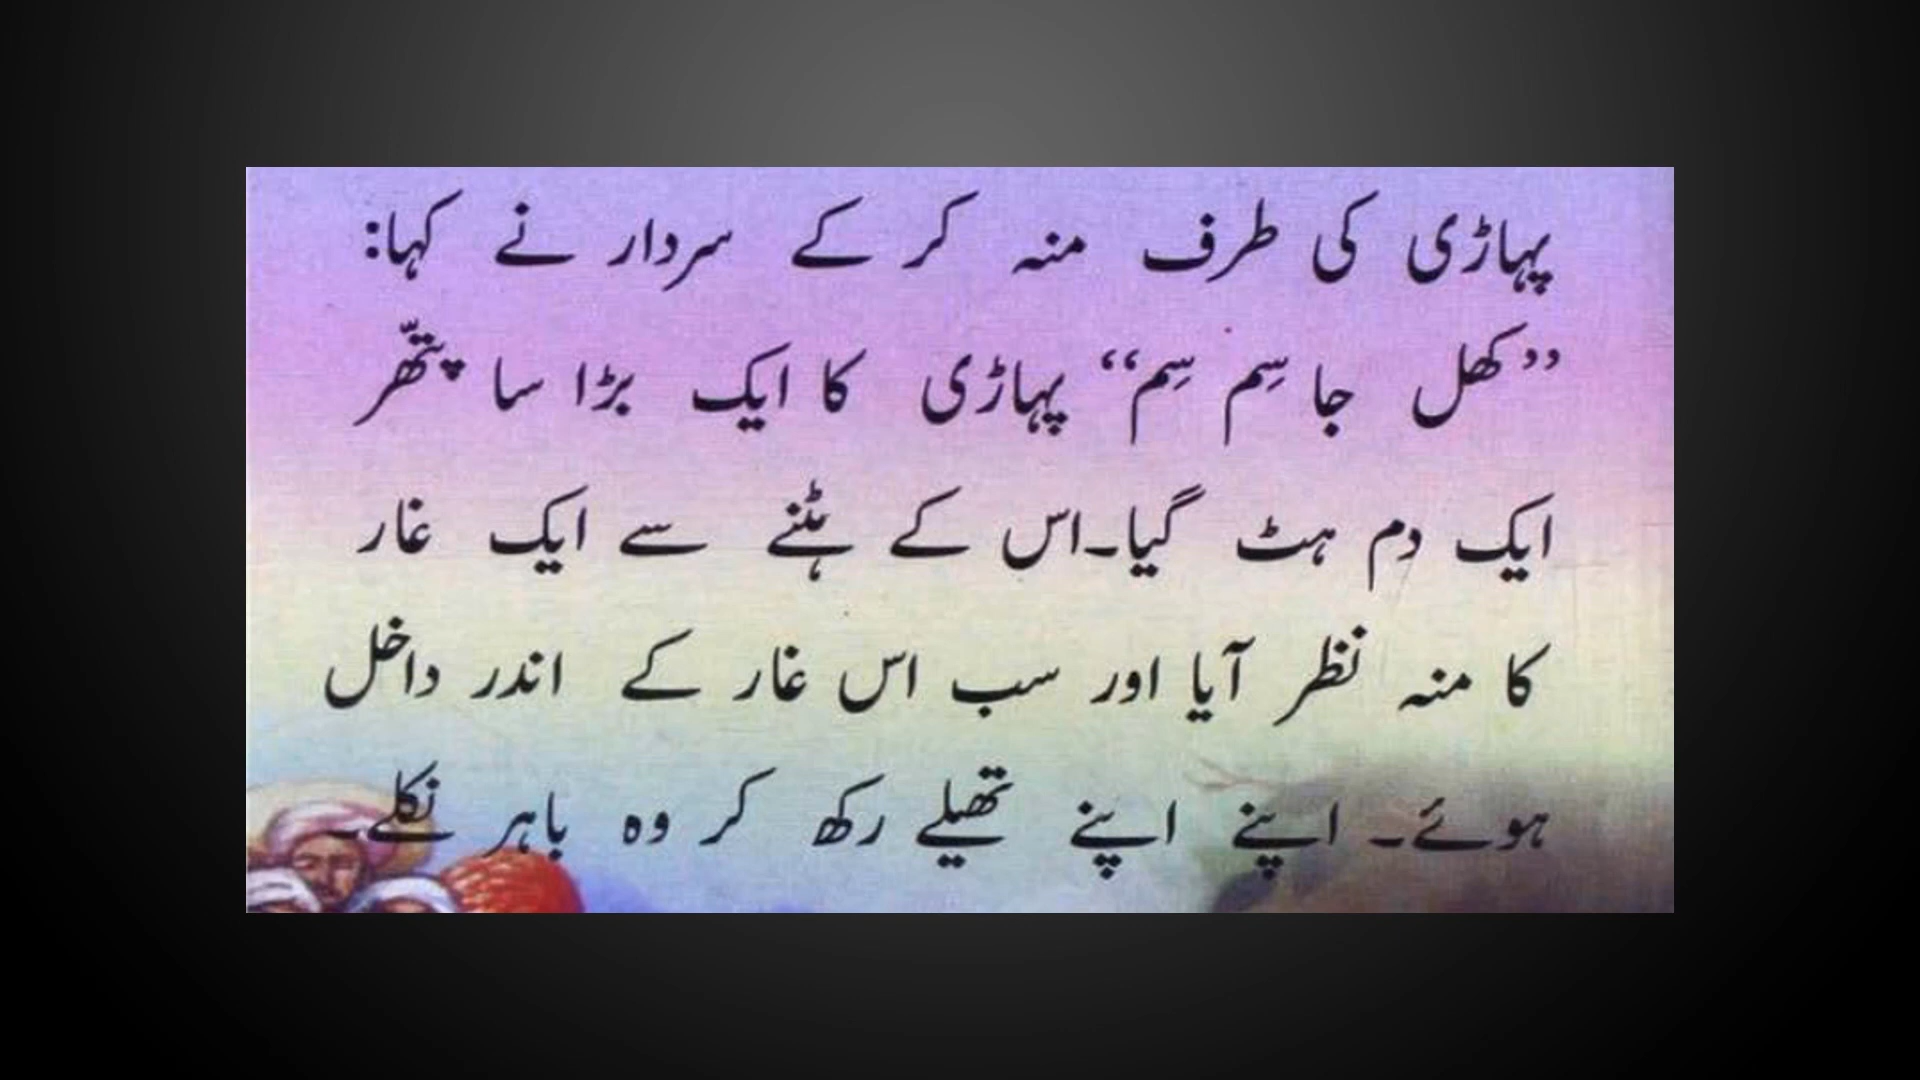 پہاڑی کی طرف منہ کر کے سردار نے کہا:
”کھل جا سِم سِم“ پہاڑی کا ایک بڑا سا پتھّر
ایک دم ہٹ گیا۔اس کے ہٹنے سے ایک غار
کا منہ نظر آیا اور سب اس غار کے اندر داخل
ہوئے۔ اپنے اپنے تھیلے رکھ کر وہ باہر نکلے۔